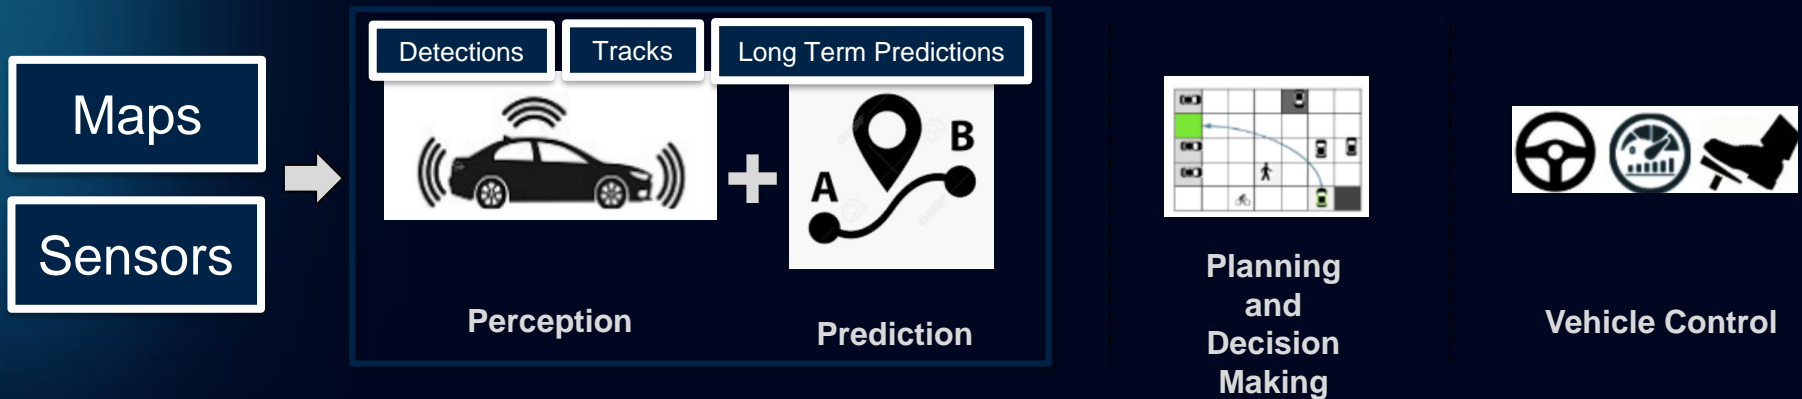 Maps
Sensors
Detections
Tracks
Long Term Predictions
A
B
Perception
Prediction
Planning
and
Decision
Making
Vehicle Control